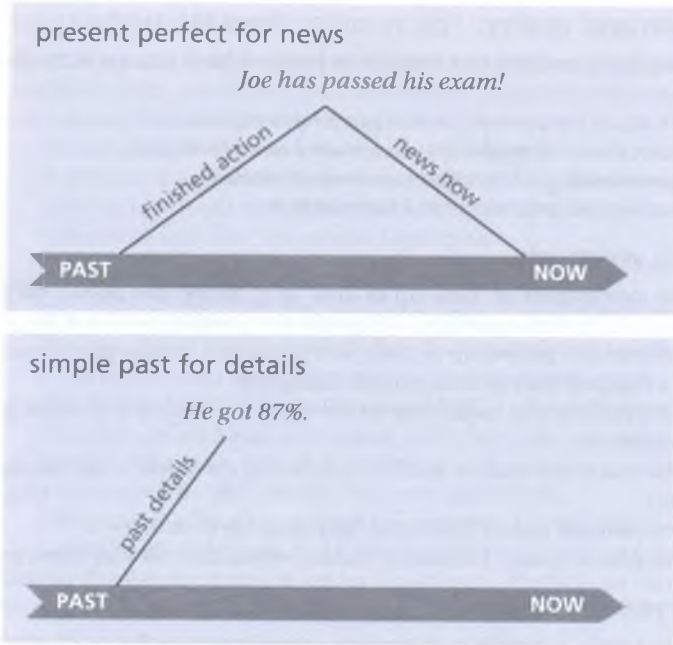 present perfect for news
Joe has passed his exam!
finished action
news now
PAST
NOW
simple past for details
He got 87%.
past details
PAST
NOW